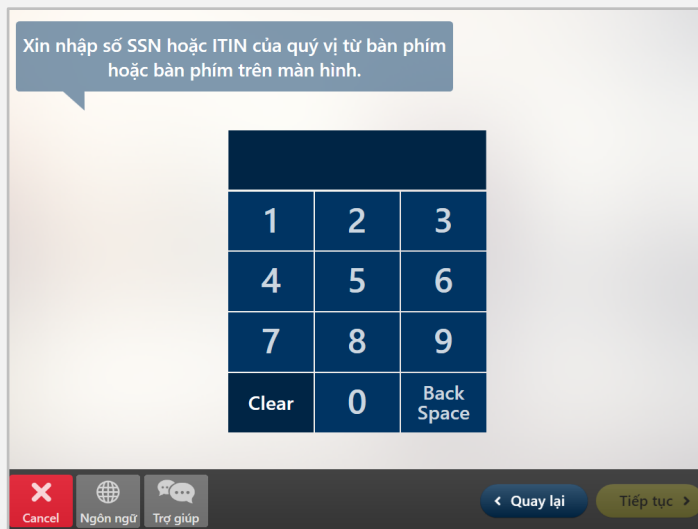 Xin nhập số SSN hoặc ITIN của quý vị từ bàn phím
hoặc bàn phím trên màn hình.
1 2 3
4 5 6
7 8 9
Clear 0 Back
Space
Cancel Ngôn ngữ Trợ giúp ‹ Quay lại Tiếp tục ›